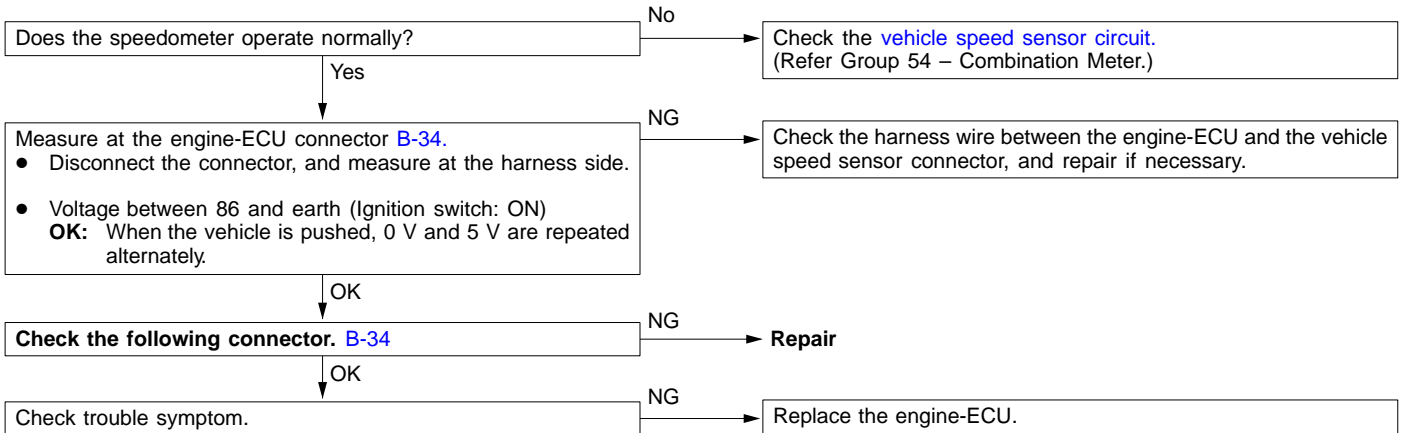 Does the speedometer operate normally?
No
Check the vehicle speed sensor circuit.
(Refer Group 54 – Combination Meter.)
Yes
Measure at the engine-ECU connector B-34.
● Disconnect the connector, and measure at the harness side.
● Voltage between 86 and earth (Ignition switch: ON)
OK: When the vehicle is pushed, 0 V and 5 V are repeated
alternately.
NG
Check the harness wire between the engine-ECU and the vehicle
speed sensor connector, and repair if necessary.
OK
Check the following connector. B-34
NG
Repair
OK
Check trouble symptom.
NG
Replace the engine-ECU.